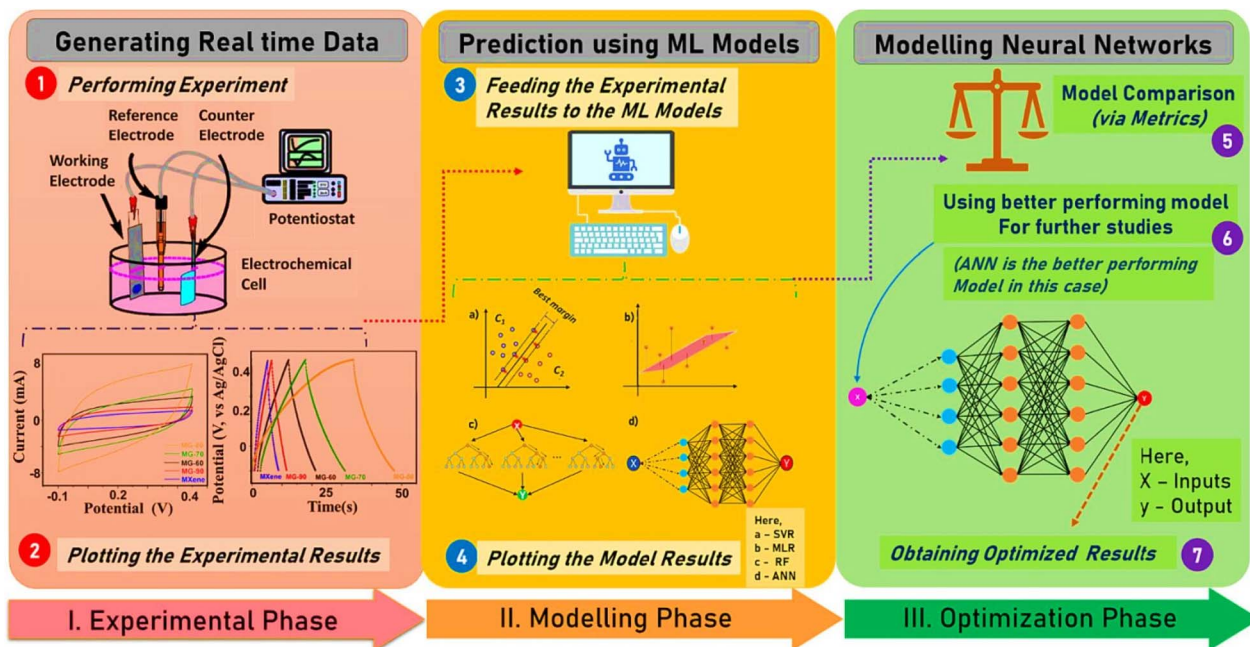 Generating Real time Data
1 Performing Experiment
Reference
Electrode
Counter
Electrode
Working
Electrode
Potentiostat
Electrochemical
Cell
Current (mA)
8
4
0
-4
-8
-0.1
0.2
0.4
Potential (V)
MG-70
MG-60
MG-50
MXene
Potential (V, vs Ag/AgCl)
0.4
0.2
0
0
25
50
Time(s)
MXene
MG-60
MG-70
2 Plotting the Experimental Results
I. Experimental Phase
Prediction using ML Models
3 Feeding the Experimental
Results to the ML Models
a)
C1
Best margin
C2
b)
c)
Y
d)
X
Y
Here,
a - SVR
b - MLR
c - RF
d - ANN
4 Plotting the Model Results
II. Modelling Phase
Modelling Neural Networks
Model Comparison
(via Metrics)
5
Using better performing model
For further studies
6
(ANN is the better performing
Model in this case)
X
Y
Here,
X – Inputs
y – Output
Obtaining Optimized Results 7
III. Optimization Phase